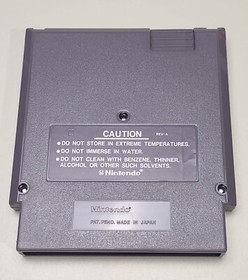 CAUTION REV-A
●DO NOT STORE IN EXTREME TEMPERATURES.
●DO NOT IMMERSE IN WATER.
●DO NOT CLEAN WITH BENZENE, THINNER,
ALCOHOL OR OTHER SUCH SOLVENTS.
Nintendo®
Nintendo®
PAT. PEND. MADE IN JAPAN